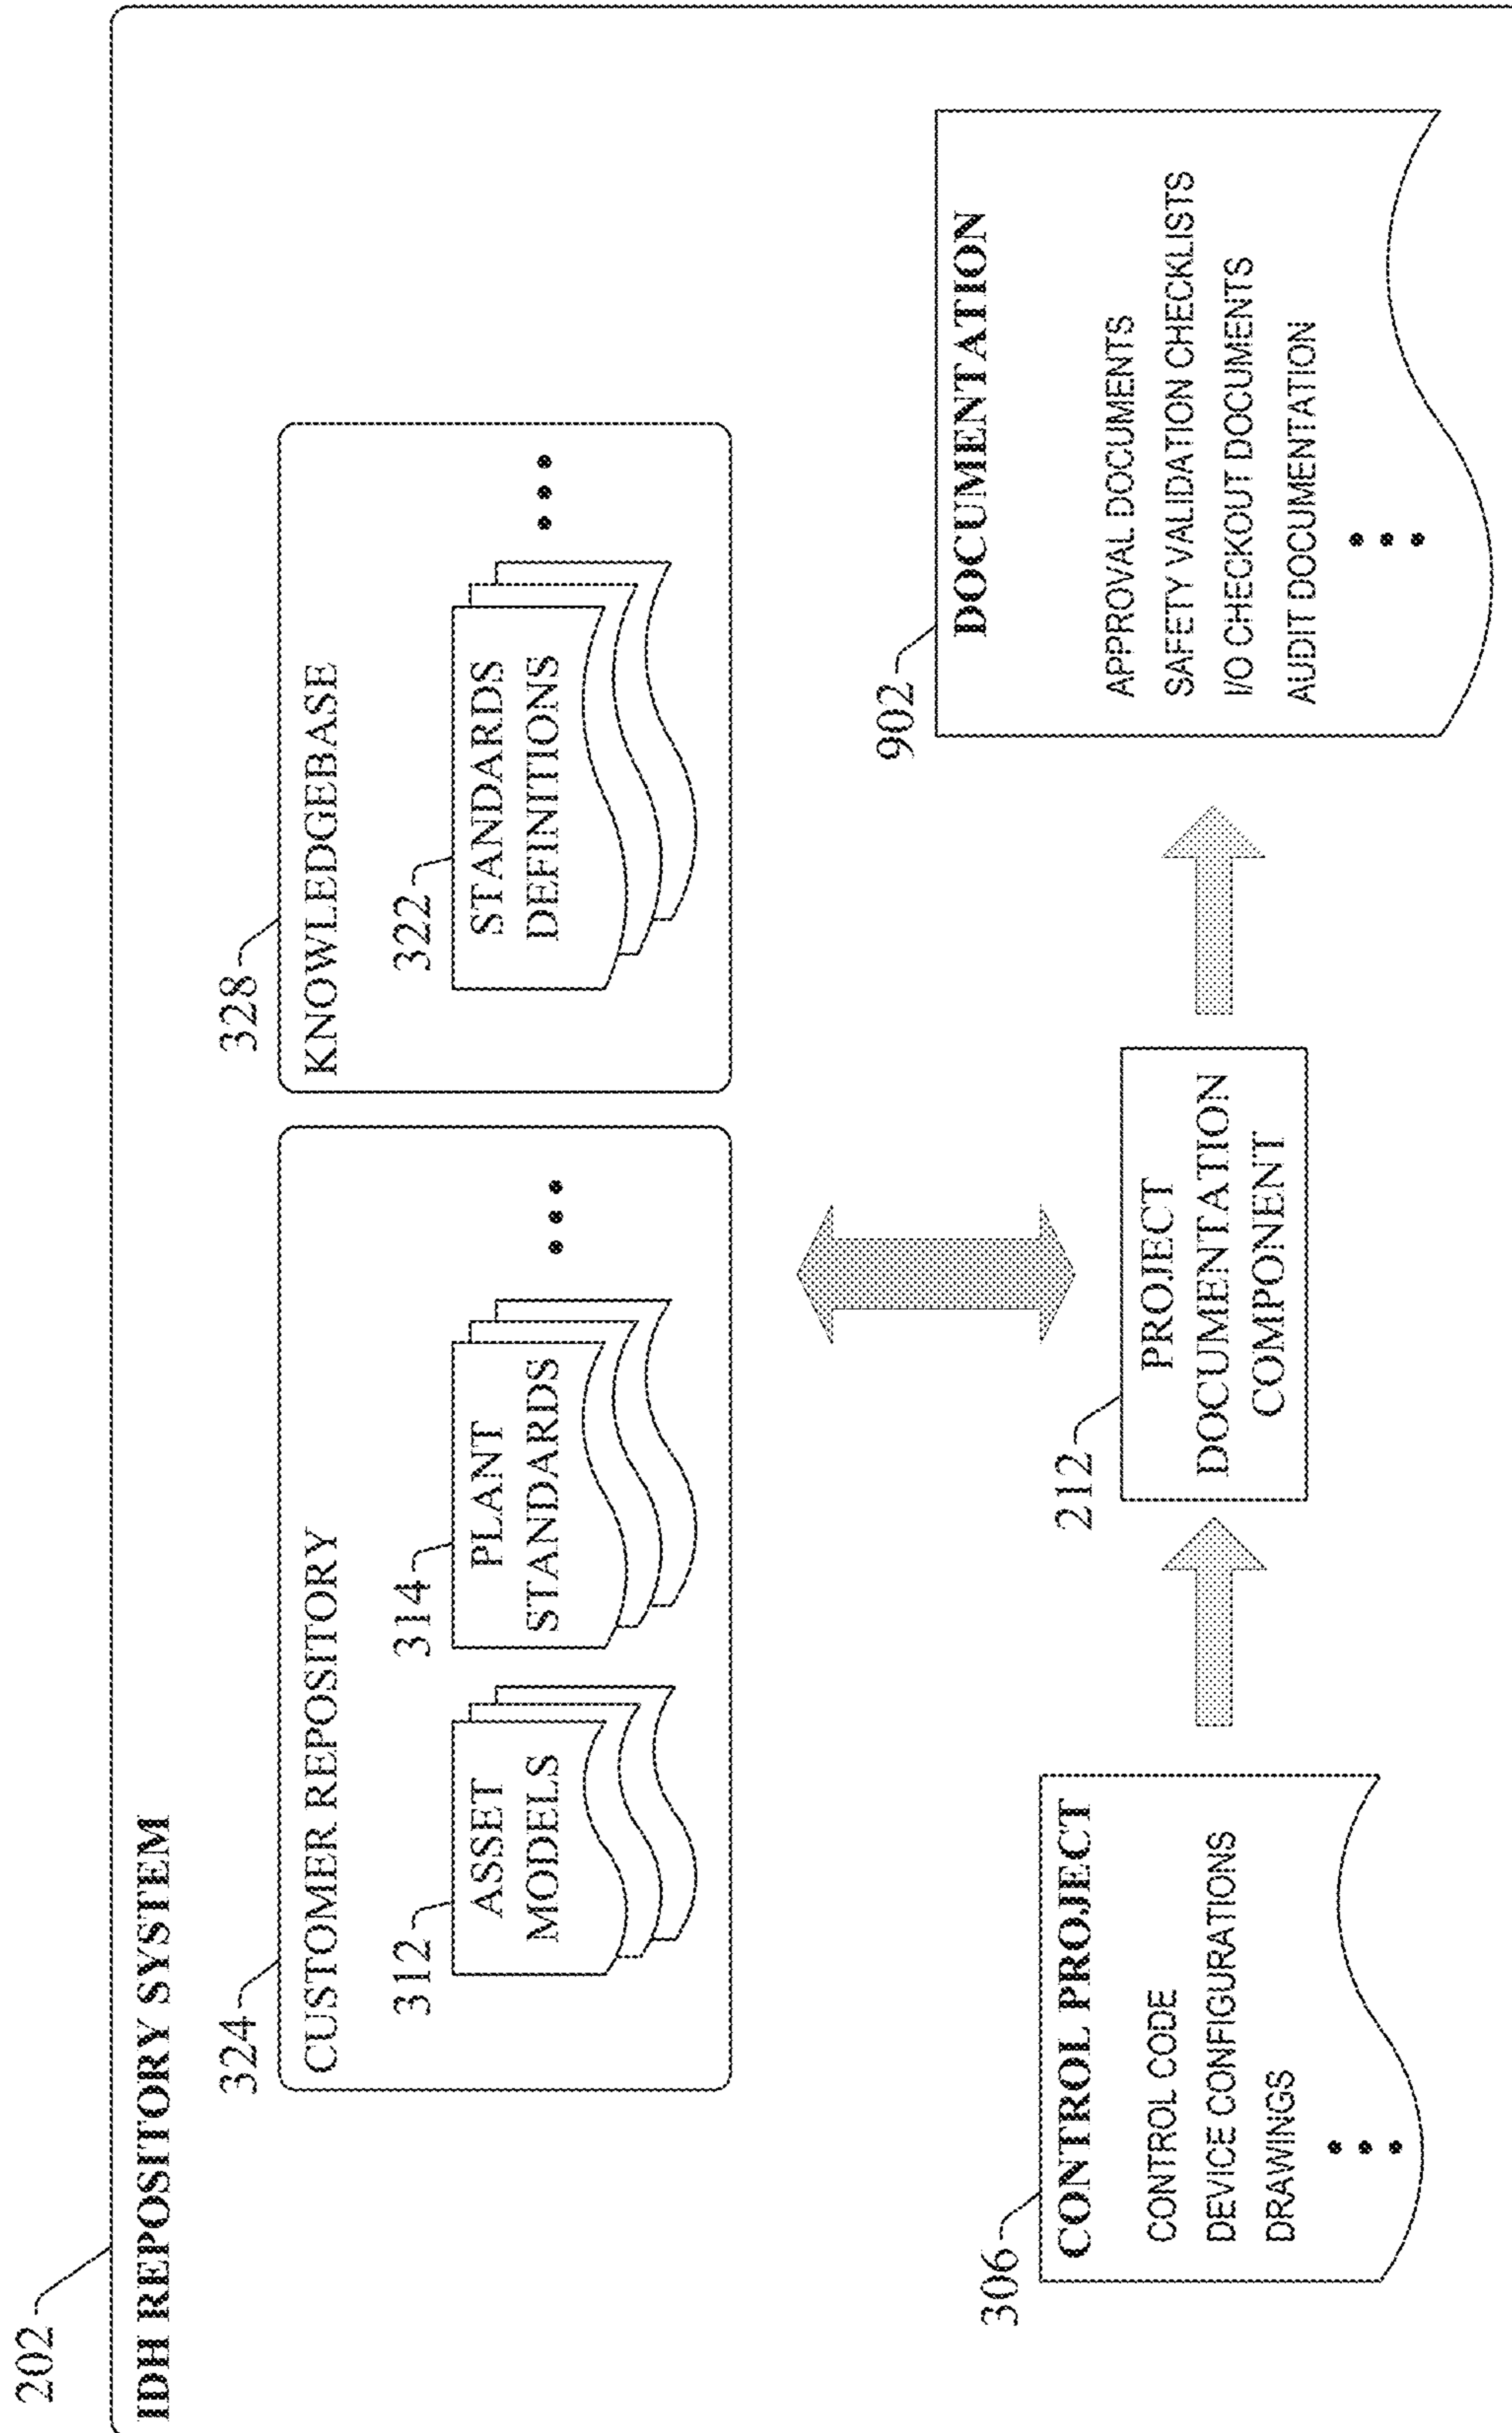 202
IDH REPOSITORY SYSTEM
324
CUSTOMER REPOSITORY
312
ASSET
MODELS
314
PLANT
STANDARDS
328
KNOWLEDGEBASE
322
STANDARDS
DEFINITIONS
306
CONTROL PROJECT
CONTROL CODE
DEVICE CONFIGURATIONS
DRAWINGS
212
PROJECT
DOCUMENTATION
COMPONENT
902
DOCUMENTATION
APPROVAL DOCUMENTS
SAFETY VALIDATION CHECKLISTS
I/O CHECKOUT DOCUMENTS
AUDIT DOCUMENTATION